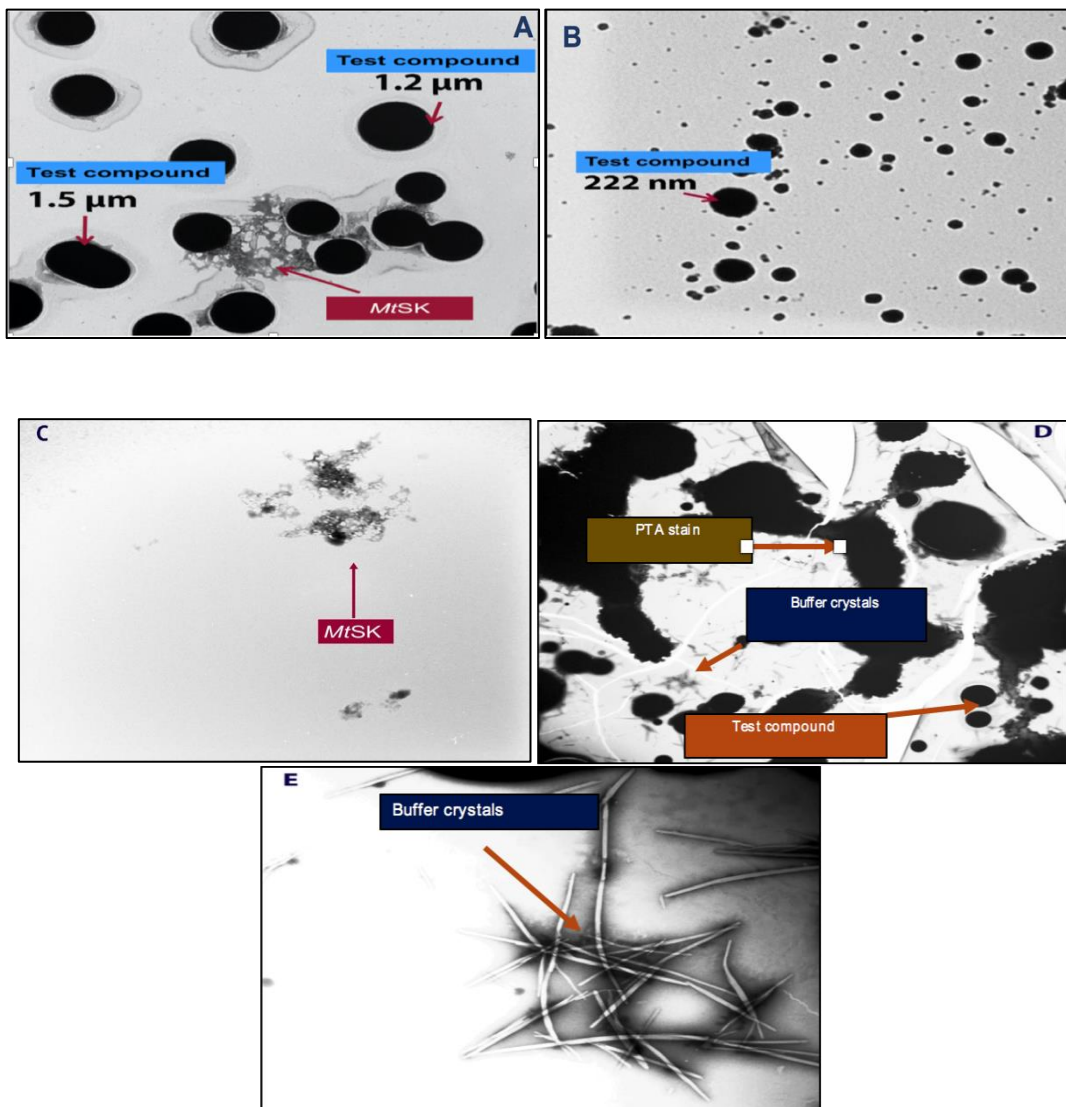 A
Test compound
1.2 µm
Test compound
1.5 µm
MtSK
B
Test compound
222 nm
C
MtSK
D
PTA stain
Buffer crystals
Test compound
E
Buffer crystals